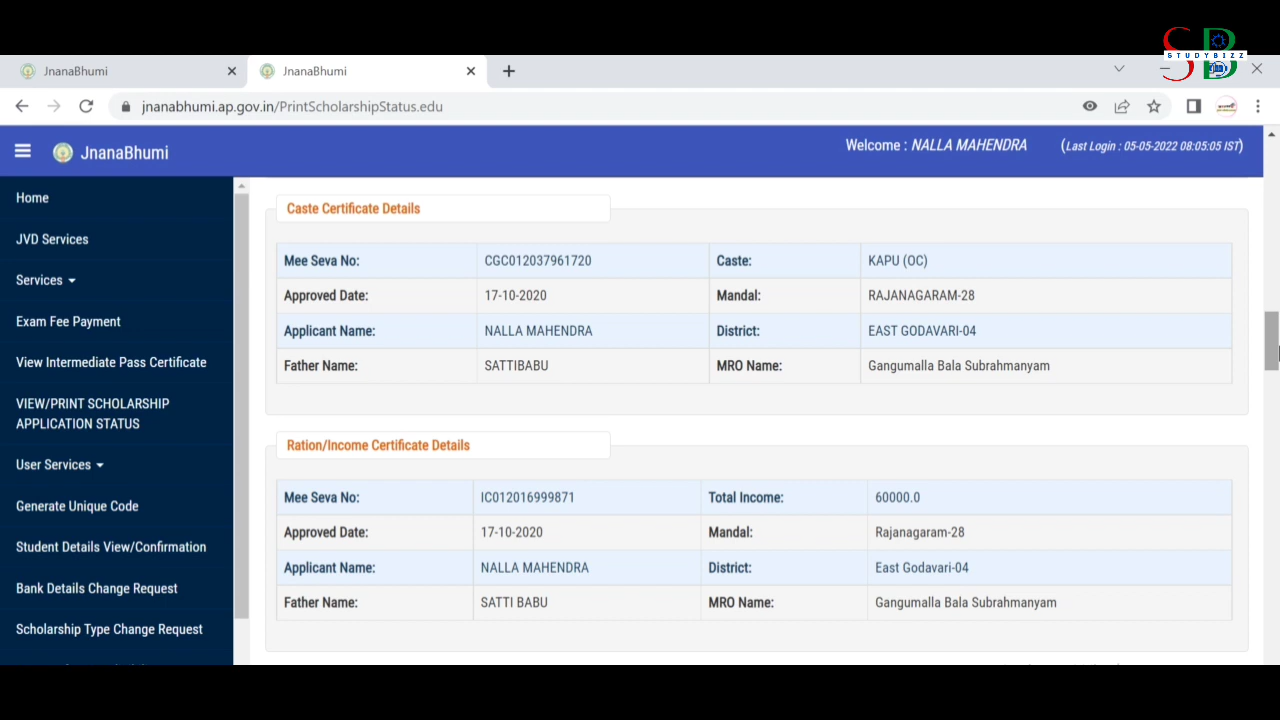 SB
STUDYBIZZ
JnanaBhumi
JnanaBhumi
jnanabhumi.ap.gov.in/PrintScholarshipStatus.edu
JnanaBhumi
Welcome : NALLA MAHENDRA (Last Login : 05-05-2022 08:05:05 IST)
Home
JVD Services
Services
Exam Fee Payment
View Intermediate Pass Certificate
VIEW/PRINT SCHOLARSHIP
APPLICATION STATUS
User Services
Generate Unique Code
Student Details View/Confirmation
Bank Details Change Request
Scholarship Type Change Request
Caste Certificate Details
Mee Seva No: CGC012037961720 Caste: KAPU (OC)
Approved Date: 17-10-2020 Mandal: RAJANAGARAM-28
Applicant Name: NALLA MAHENDRA District: EAST GODAVARI-04
Father Name: SATTIBABU MRO Name: Gangumalla Bala Subrahmanyam
Ration/Income Certificate Details
Mee Seva No: IC012016999871 Total Income: 60000.0
Approved Date: 17-10-2020 Mandal: Rajanagaram-28
Applicant Name: NALLA MAHENDRA District: East Godavari-04
Father Name: SATTI BABU MRO Name: Gangumalla Bala Subrahmanyam